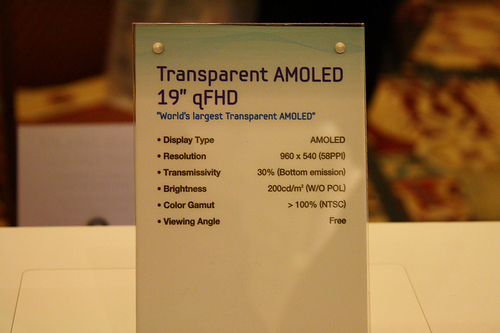 Transparent AMOLED
19" qFHD
"World's largest Transparent AMOLED"
• Display Type AMOLED
• Resolution 960 x 540 (58PPI)
• Transmissivity 30% (Bottom emission)
• Brightness 200cd/m² (W/O POL)
• Color Gamut > 100% (NTSC)
• Viewing Angle Free